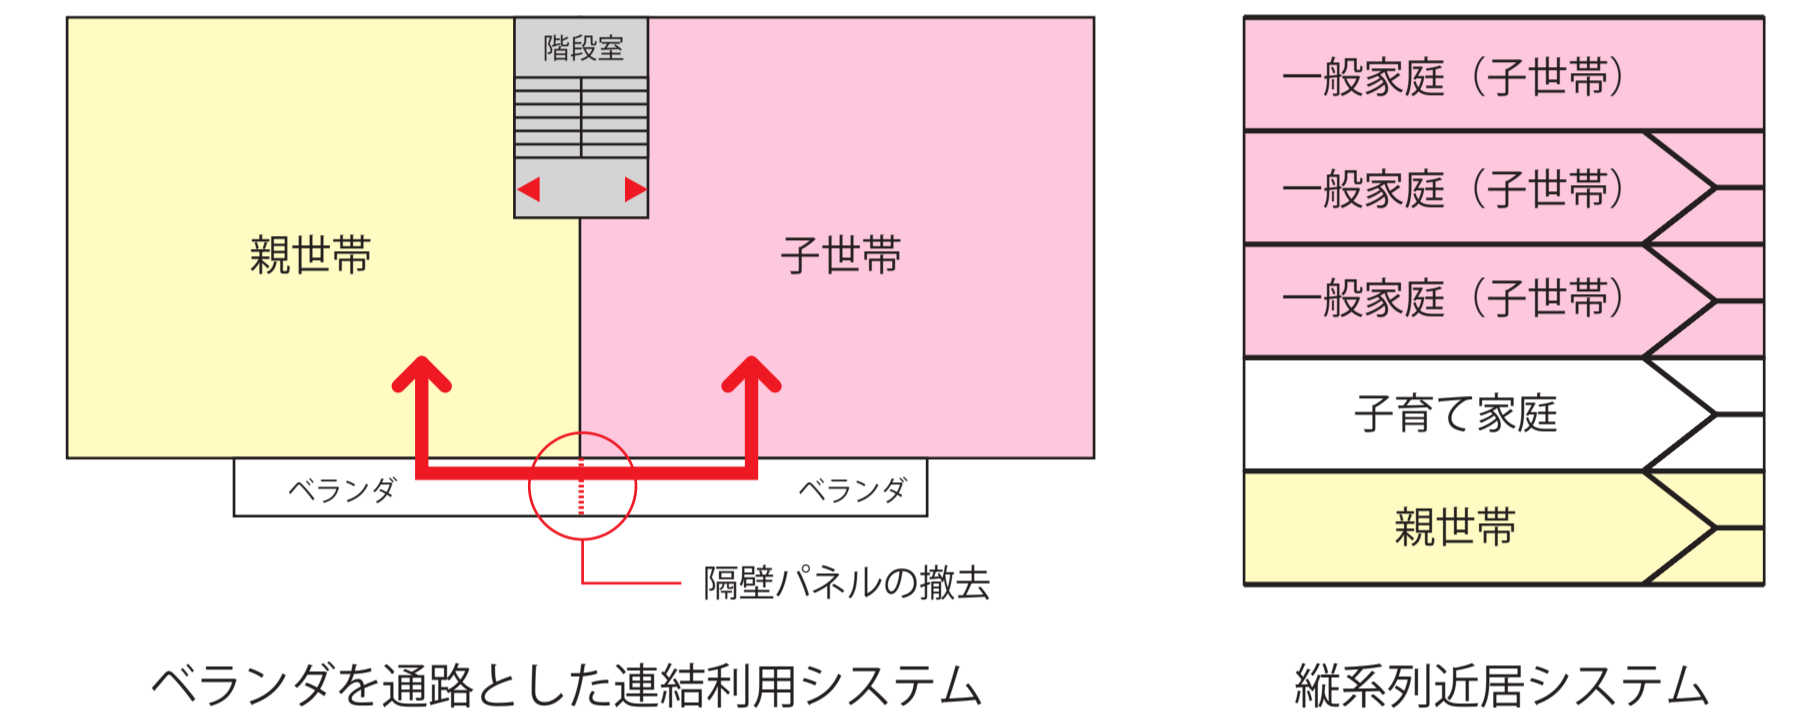 階段室
親世帯
子世帯
ベランダ
ベランダ
隔壁パネルの撤去
ベランダを通路とした連結利用システム
一般家庭（子世帯）
一般家庭（子世帯）
一般家庭（子世帯）
子育て家庭
親世帯
縦系列近居システム